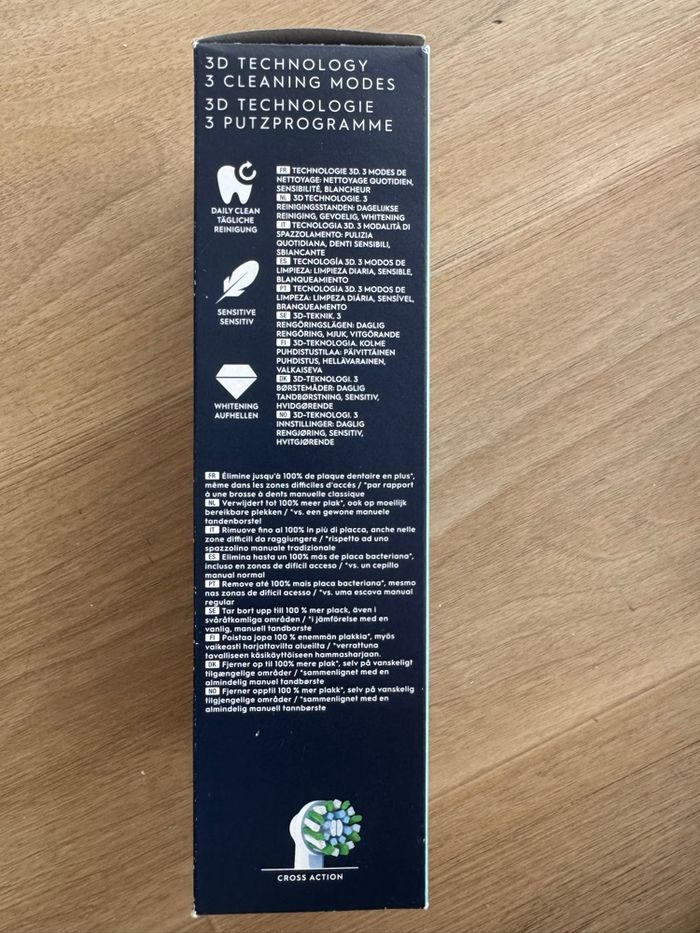 3D TECHNOLOGY
3 CLEANING MODES
3D TECHNOLOGIE
3 PUTZPROGRAMME
DAILY CLEAN
TÄGLICHE
REINIGUNG
SENSITIVE
SENSITIV
WHITENING
AUFHELLEN
FR TECHNOLOGIE 3D. 3 MODES DE
NETTOYAGE: NETTOYAGE QUOTIDIEN,
SENSIBILITÉ, BLANCHEUR
NL 3D TECHNOLOGIE. 3
REINIGINGSSTANDEN: DAGELIJKSE
REINIGING, GEVOELIG, WHITENING
IT TECNOLOGIA 3D. 3 MODALITÀ DI
SPAZZOLAMENTO: PULIZIA
QUOTIDIANA, DENTI SENSIBILI,
SBIANCANTE
ES TECNOLOGÍA 3D. 3 MODOS DE
LIMPIEZA: LIMPIEZA DIARIA, SENSIBLE,
BLANQUEAMIENTO
PT TECNOLOGIA 3D. 3 MODOS DE
LIMPEZA: LIMPEZA DIÁRIA, SENSÍVEL,
BRANQUEAMENTO
SE 3D-TEKNIK. 3
RENGÖRINGSLÄGEN: DAGLIG
RENGÖRING, MJUK, VITGÖRANDE
FI 3D-TEKNOLOGIA. KOLME
PUHDISTUSTILAA: PÄIVITTÄINEN
PUHDISTUS, HELLÄVARAINEN,
VALKAISEVA
DK 3D-TEKNOLOGI. 3
BØRSTEMÅDER: DAGLIG
TANDBØRSTNING, SENSITIV,
HVIDGØRENDE
NO 3D-TEKNOLOGI. 3
INNSTILLINGER: DAGLIG
RENGJØRING, SENSITIV,
HVITGJØRENDE
FR Élimine jusqu'à 100% de plaque dentaire en plus*,
même dans les zones difficiles d'accès / *par rapport
à une brosse à dents manuelle classique
NL Verwijdert tot 100% meer plak*, ook op moeilijk
bereikbare plekken / *vs. een gewone manuele
tandenborstel
IT Rimuove fino al 100% in più di placca, anche nelle
zone difficili da raggiungere / *rispetto ad uno
spazzolino manuale tradizionale
ES Elimina hasta un 100% más de placa bacteriana*,
incluso en zonas de difícil acceso / *vs. un cepillo
manual normal
PT Remove até 100% mais placa bacteriana*, mesmo
nas zonas de difícil acesso / *vs. uma escova manual
regular
SE Tar bort upp till 100 % mer plack, även i
svåråtkomliga områden / *i jämförelse med en
vanlig, manuell tandborste
FI Poistaa jopa 100 % enemmän plakkia*, myös
vaikeasti harjattavilta alueilta / *verrattuna
tavalliseen käsikäyttöiseen hammasharjaan.
DK Fjerner op til 100% mere plak*, selv på vanskeligt
tilgængelige områder / *sammenlignet med en
almindelig manuel tandbørste
NO Fjerner opptil 100 % mer plakk*, selv på vanskelig
tilgjengelige områder / *sammenlignet med en
almindelig manuell tannbørste
CROSS ACTION